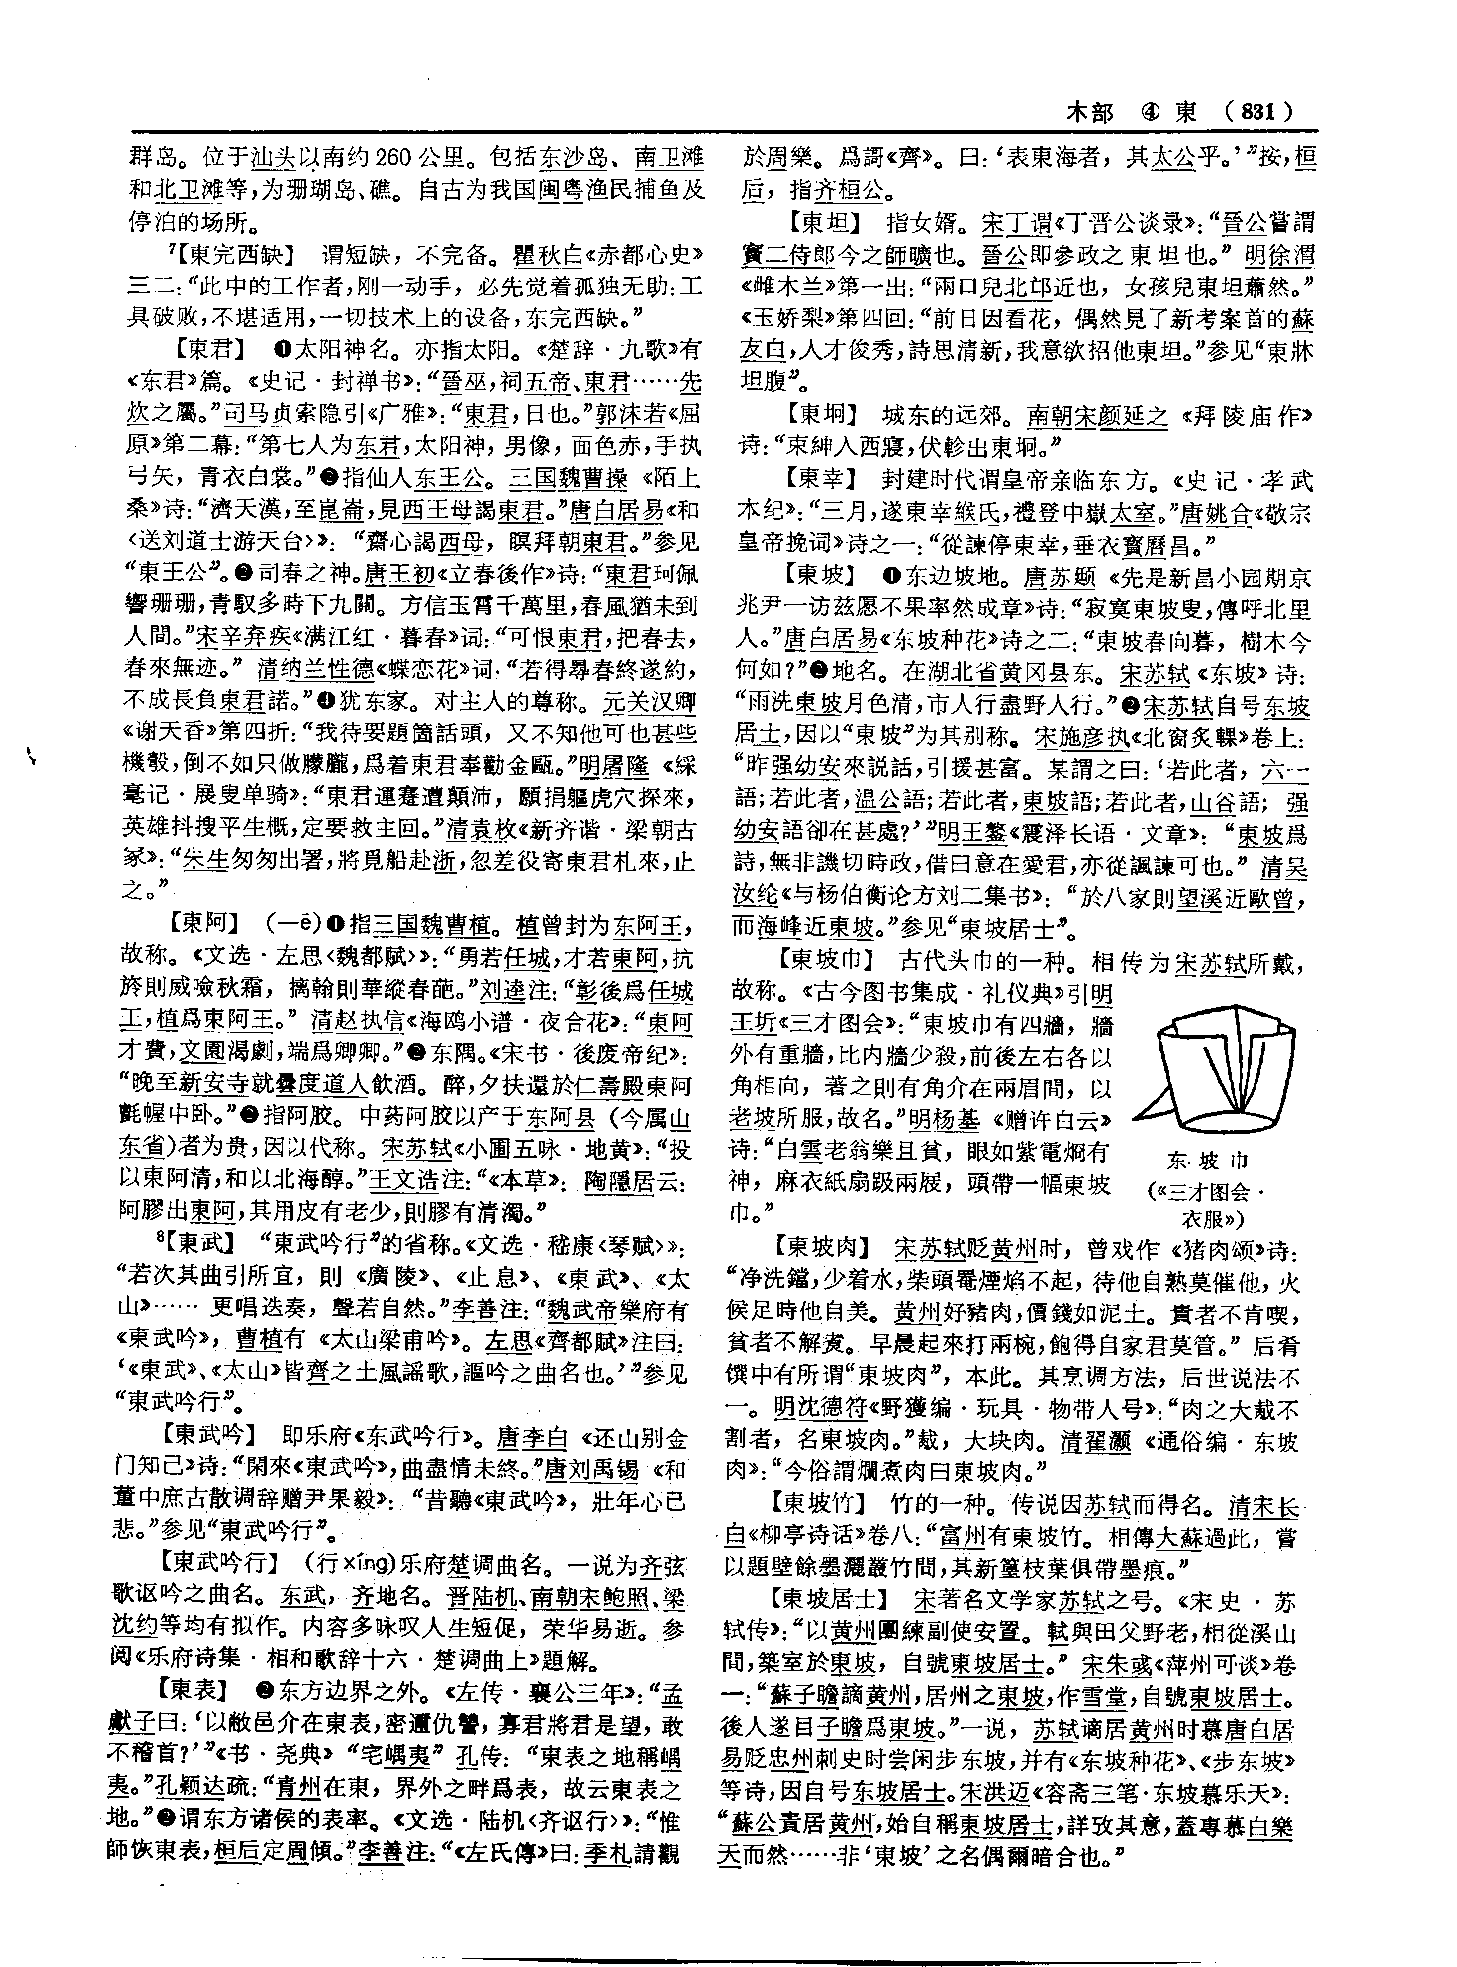 木部 ④ 東 (831)
群岛。位于汕头以南约260公里。包括东沙岛、南卫滩
和北卫滩等,为珊瑚岛、礁。自古为我国闽粤渔民捕鱼及
停泊的场所。
⁷【東完西缺】 谓短缺，不完备。瞿秋白《赤都心史》
三二:“此中的工作者,刚一动手，必先觉着孤独无助:工
具破败,不堪适用,一切技术上的设备,东完西缺。”
【東君】 ❶太阳神名。亦指太阳。《楚辞·九歌》有
《东君》篇。《史记·封禅书》:“晉巫,祠五帝、東君……先
炊之屬。”司马贞索隐引《广雅》:“東君,日也。”郭沫若《屈
原》第二幕:“第七人为东君,太阳神，男像，面色赤,手执
弓矢，青衣白裳。”❷指仙人东王公。三国魏曹操《陌上
桑》诗:“濟天漢,至崑崙,見西王母謁東君。”唐白居易《和
〈送刘道士游天台〉》:“齋心謁西母，暝拜朝東君。”参见
“東王公”。❸司春之神。唐王初《立春後作》诗:“東君珂佩
響珊珊,青馭多時下九關。方信玉霄千萬里,春風猶未到
人間。”宋辛弃疾《满江红·暮春》词:“可恨東君,把春去，
春來無迹。”清纳兰性德《蝶恋花》词:“若得尋春終遂約，
不成長負東君諾。”❹犹东家。对主人的尊称。元关汉卿
《谢天香》第四折:“我待要題箇話頭，又不知他可也甚些
機彀,倒不如只做朦朧,爲着東君奉勸金甌。”明屠隆《綵
毫记·展叟单骑》:“東君運蹇遭顛沛，願捐軀虎穴探來，
英雄抖搜平生概,定要救主回。”清袁枚《新齐谐·梁朝古
冢》:“朱生匆匆出署,將覓船赴浙,忽差役寄東君札來,止
之。”
【東阿】 (—ē)❶指三国魏曹植。植曾封为东阿王，
故称。《文选·左思〈魏都賦〉》:“勇若任城,才若東阿,抗
旍則威噞秋霜，摛翰則華縱春葩。”刘逵注:“彰後爲任城
王,植爲東阿王。”清赵执信《海鸥小谱·夜合花》:“東阿
才費,文園渴劇,端爲卿卿。”❷东隅。《宋书·後废帝纪》:
“晚至新安寺就曇度道人飲酒。醉,夕扶還於仁壽殿東阿
氈幄中卧。”❸指阿胶。中药阿胶以产于东阿县(今属山
东省)者为贵,因以代称。宋苏轼《小圃五咏·地黄》:“投
以東阿清,和以北海醇。”王文诰注:“《本草》: 陶隱居云:
阿膠出東阿,其用皮有老少,則膠有清濁。”
⁸【東武】 “東武吟行”的省称。《文选·嵇康〈琴賦〉》:
“若次其曲引所宜，則《廣陵》、《止息》、《東武》、《太
山》……更唱迭奏，聲若自然。”李善注:“魏武帝樂府有
《東武吟》，曹植有《太山梁甫吟》。左思《齊都賦》注曰:
‘《東武》、《太山》皆齊之土風謠歌,謳吟之曲名也。’”参见
“東武吟行”。
【東武吟】 即乐府《东武吟行》。唐李白《还山别金
门知己》诗:“閑來《東武吟》,曲盡情未終。”唐刘禹锡《和
董中庶古散调辞赠尹果毅》:“昔聽《東武吟》，壯年心已
悲。”参见“東武吟行”。
【東武吟行】 (行xíng)乐府楚调曲名。一说为齐弦
歌讴吟之曲名。东武，齐地名。晋陆机、南朝宋鲍照、梁
沈约等均有拟作。内容多咏叹人生短促，荣华易逝。参
阅《乐府诗集·相和歌辞十六·楚调曲上》題解。
【東表】 ❶东方边界之外。《左传·襄公三年》:“孟
獻子曰:‘以敝邑介在東表,密邇仇讐，寡君將君是望，敢
不稽首?’”《书·尧典》“宅嵎夷”孔传:“東表之地稱嵎
夷。”孔颖达疏:“青州在東，界外之畔爲表，故云東表之
地。”❷谓东方诸侯的表率。《文选·陆机〈齐讴行〉》:“惟
師恢東表,桓后定周傾。”李善注:“《左氏傳》曰:季札請觀
於周樂。爲謌《齊》。曰:‘表東海者，其太公乎。’”按,桓
后，指齐桓公。
【東坦】 指女婿。宋丁谓《丁晋公谈录》:“晉公嘗謂
竇二侍郎今之師曠也。晉公即參政之東坦也。”明徐渭
《雌木兰》第一出:“兩口兒北邙近也，女孩兒東坦蕭然。”
《玉娇梨》第四回:“前日因看花，偶然見了新考案首的蘇
友白,人才俊秀,詩思清新,我意欲招他東坦。”参见“東牀
坦腹”。
【東坰】 城东的远郊。南朝宋颜延之《拜陵庙作》
诗:“束紳入西寢,伏軫出東坰。”
【東幸】 封建时代谓皇帝亲临东方。《史记·孝武
本纪》:“三月,遂東幸緱氏,禮登中嶽太室。”唐姚合《敬宗
皇帝挽词》诗之一:“從諫停東幸,垂衣寶曆昌。”
【東坡】 ❶东边坡地。唐苏颋《先是新昌小园期京
兆尹一访兹愿不果率然成章》诗:“寂寞東坡叟,傳呼北里
人。”唐白居易《东坡种花》诗之二:“東坡春向暮，樹木今
何如?”❷地名。在湖北省黄冈县东。宋苏轼《东坡》诗:
“雨洗東坡月色清,市人行盡野人行。”❸宋苏轼自号东坡
居士,因以“東坡”为其别称。宋施彦执《北窗炙輠》卷上:
“昨强幼安來說話,引援甚富。某謂之曰:‘若此者，六一
語;若此者,温公語;若此者,東坡語;若此者,山谷語; 强
幼安語卻在甚處?’”明王鏊《震泽长语·文章》:“東坡爲
詩,無非譏切時政,借曰意在愛君,亦從諷諫可也。”清吴
汝纶《与杨伯衡论方刘二集书》:“於八家則望溪近歐曾，
而海峰近東坡。”参见“東坡居士”。
【東坡巾】 古代头巾的一种。相传为宋苏轼所戴，
故称。《古今图书集成·礼仪典》引明
王圻《三才图会》:“東坡巾有四牆，牆
外有重牆,比内牆少殺,前後左右各以
角相向，著之則有角介在兩眉間，以
老坡所服,故名。”明杨基《赠许白云》
诗:“白雲老翁樂且貧，眼如紫電炯有
神，麻衣紙扇趿兩屐，頭帶一幅東坡
巾。”
东坡巾
(《三才图会·
衣服》)
【東坡肉】 宋苏轼贬黄州时，曾戏作《猪肉颂》诗:
“净洗鐺,少着水,柴頭罨煙焰不起，待他自熟莫催他，火
候足時他自美。黄州好豬肉,價錢如泥土。貴者不肯喫，
貧者不解煑。早晨起來打兩椀,飽得自家君莫管。”后肴
馔中有所谓“東坡肉”，本此。其烹调方法，后世说法不
一。明沈德符《野獲编·玩具·物带人号》:“肉之大胾不
割者，名東坡肉。”胾，大块肉。清翟灏《通俗编·东坡
肉》:“今俗謂爛煮肉曰東坡肉。”
【東坡竹】 竹的一种。传说因苏轼而得名。清宋长
白《柳亭诗话》卷八:“富州有東坡竹。相傳大蘇過此，嘗
以題壁餘墨灑叢竹間,其新篁枝葉俱帶墨痕。”
【東坡居士】 宋著名文学家苏轼之号。《宋史·苏
轼传》:“以黄州團練副使安置。軾與田父野老,相從溪山
間,築室於東坡，自號東坡居士。”宋朱彧《萍州可谈》卷
一:“蘇子瞻謫黄州,居州之東坡,作雪堂,自號東坡居士。
後人遂目子瞻爲東坡。”一说，苏轼谪居黄州时慕唐白居
易贬忠州刺史时尝闲步东坡,并有《东坡种花》、《步东坡》
等诗,因自号东坡居士。宋洪迈《容斋三笔·东坡慕乐天》:
“蘇公責居黄州,始自稱東坡居士,詳攷其意,蓋專慕白樂
天而然……非‘東坡’之名偶爾暗合也。”